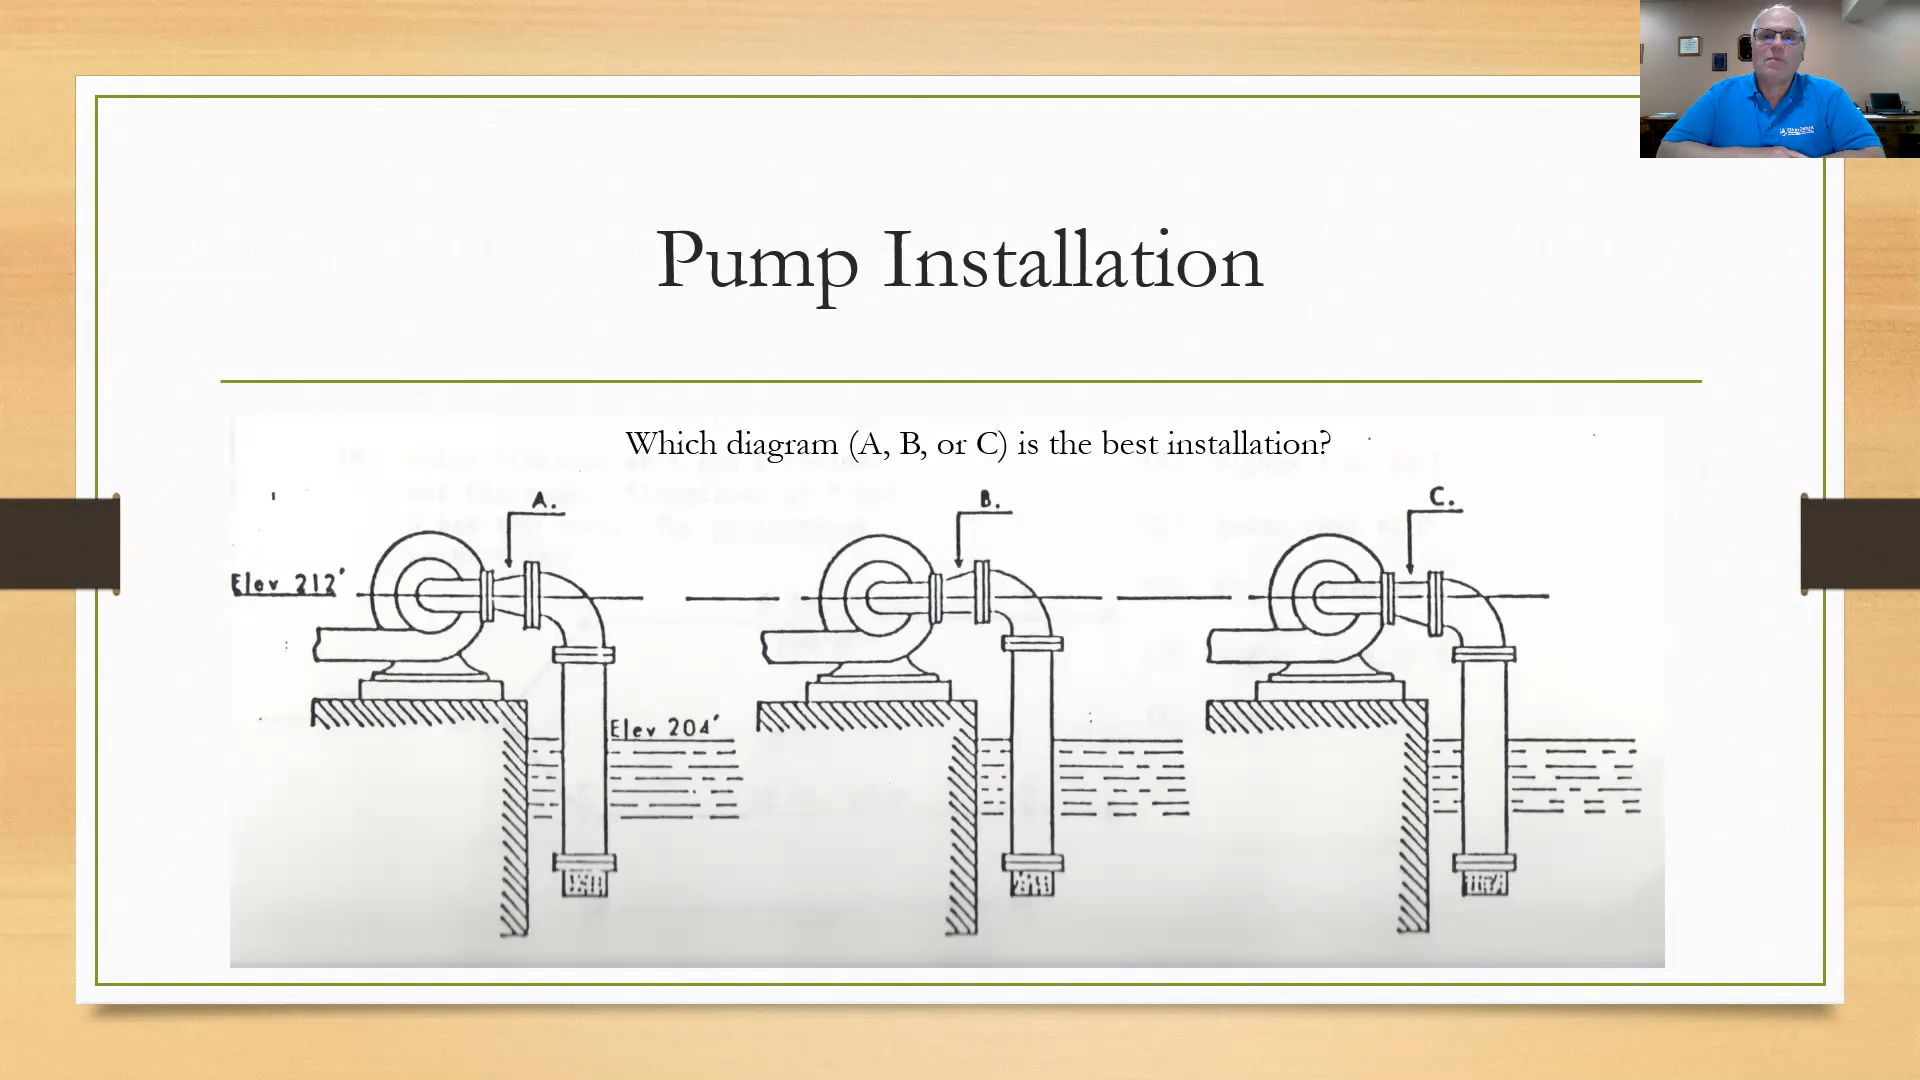 Pump Installation
Which diagram (A, B, or C) is the best installation?
A.
B.
C.
Elev 212'
Elev 204'